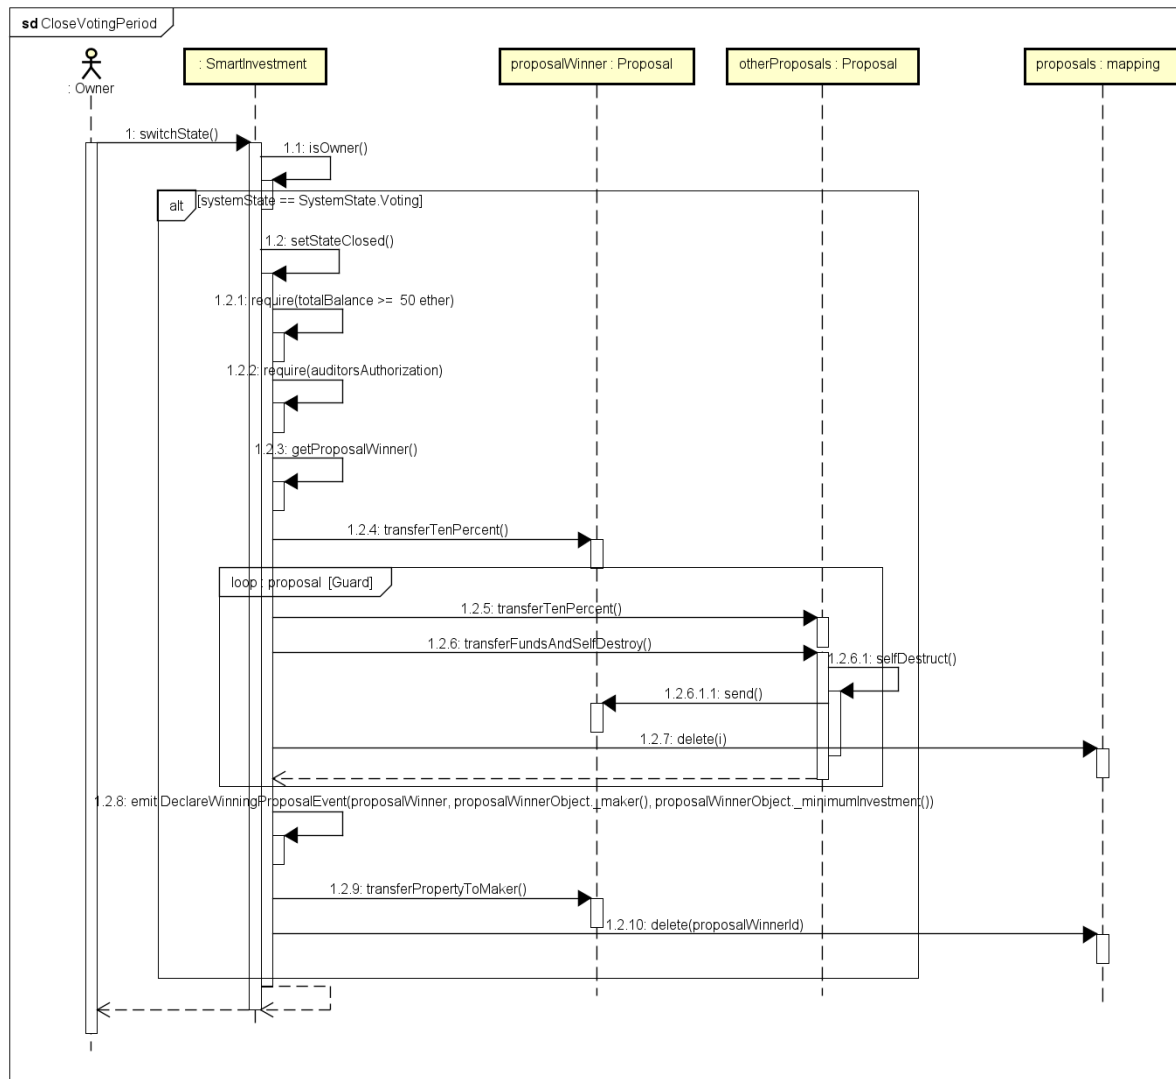 sd CloseVotingPeriod
: Owner
: SmartInvestment
proposalWinner : Proposal
otherProposals : Proposal
proposals : mapping
1: switchState()
1.1: isOwner()
alt
[systemState == SystemState.Voting]
1.2: setStateClosed()
1.2.1: require(totalBalance >= 50 ether)
1.2.2: require(auditorsAuthorization)
1.2.3: getProposalWinner()
1.2.4: transferTenPercent()
loop : proposal [Guard]
1.2.5: transferTenPercent()
1.2.6: transferFundsAndSelfDestroy()
1.2.6.1: selfDestruct()
1.2.6.1.1: send()
1.2.7: delete(i)
1.2.8: emit DeclareWinningProposalEvent(proposalWinner, proposalWinnerObject._maker(), proposalWinnerObject._minimumInvestment())
1.2.9: transferPropertyToMaker()
1.2.10: delete(proposalWinnerId)